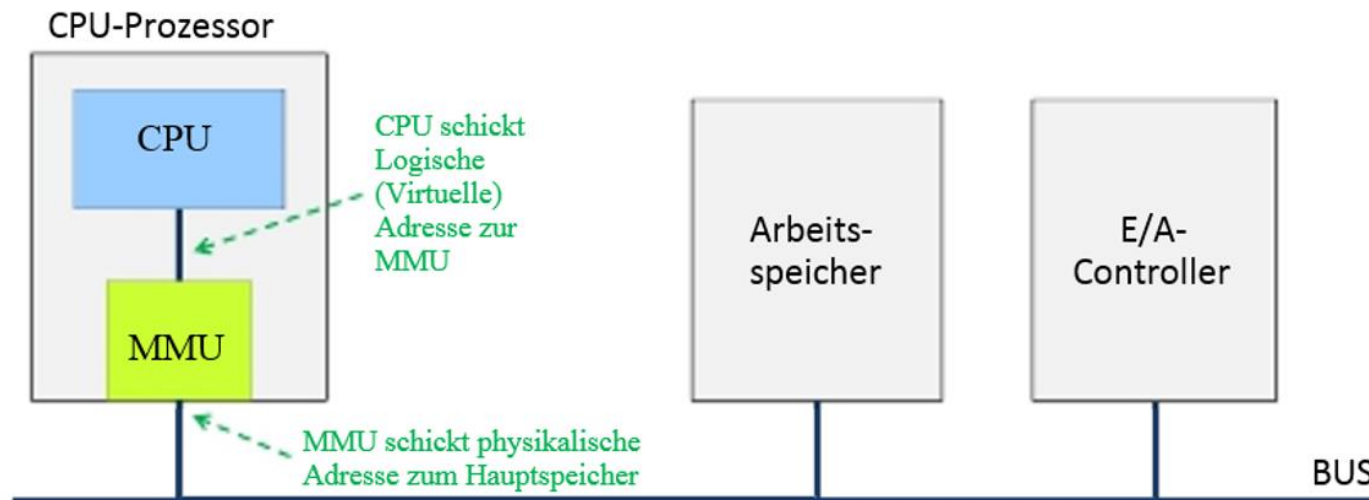 CPU-Prozessor
CPU
CPU schickt
Logische
(Virtuelle)
Adresse zur
MMU
MMU
MMU schickt physikalische
Adresse zum Hauptspeicher
Arbeits-
speicher
E/A-
Controller
BUS